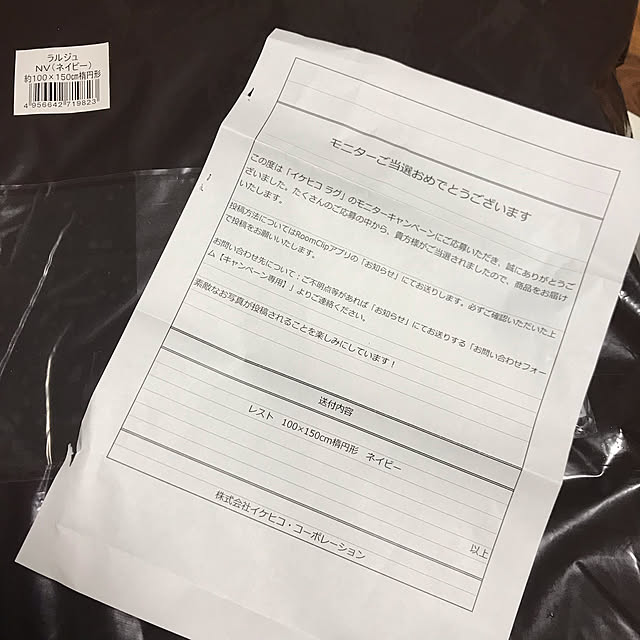 ラルジュ
NV(ネイビー)
約100×150㎝楕円形
4 956642 719823
モニターご当選おめでとうございます
この度は「イケヒコ ラグ」のモニターキャンペーンにご応募いただき、誠にありがとうご
ざいました。たくさんのご応募の中から、貴方様がご当選されましたので、商品をお届け
いたします。
投稿方法についてはRoomClipアプリの「お知らせ」にてお送りします。必ずご確認いただいた上
で投稿をお願いいたします。
お問い合わせ先について：ご不明点等があれば「お知らせ」にてお送りする「お問い合わせフォー
ム【キャンペーン専用】」よりご連絡ください。
素敵なお写真が投稿されることを楽しみにしています！
送付内容
レスト　100×150cm楕円形　ネイビー
以上
株式会社イケヒコ・コーポレーション